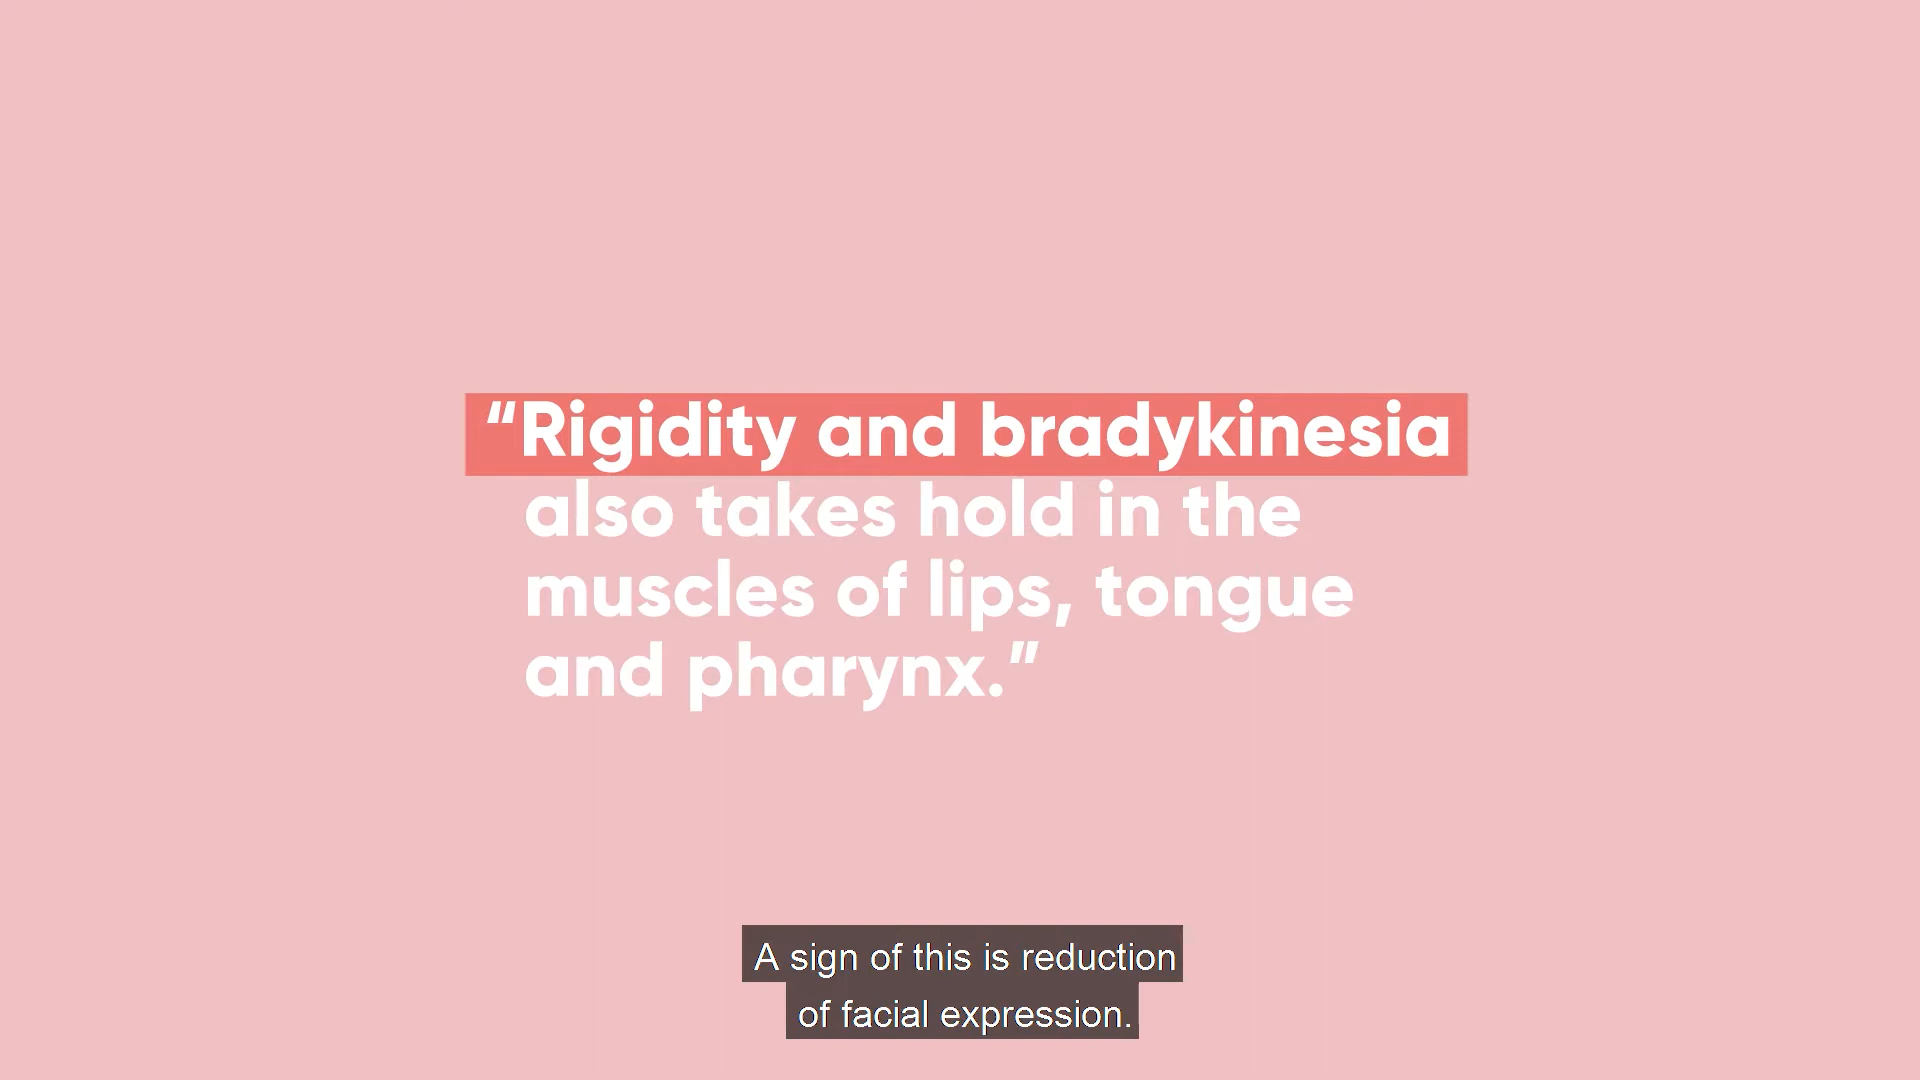 “Rigidity and bradykinesia
also takes hold in the
muscles of lips, tongue
and pharynx.”
A sign of this is reduction
of facial expression.